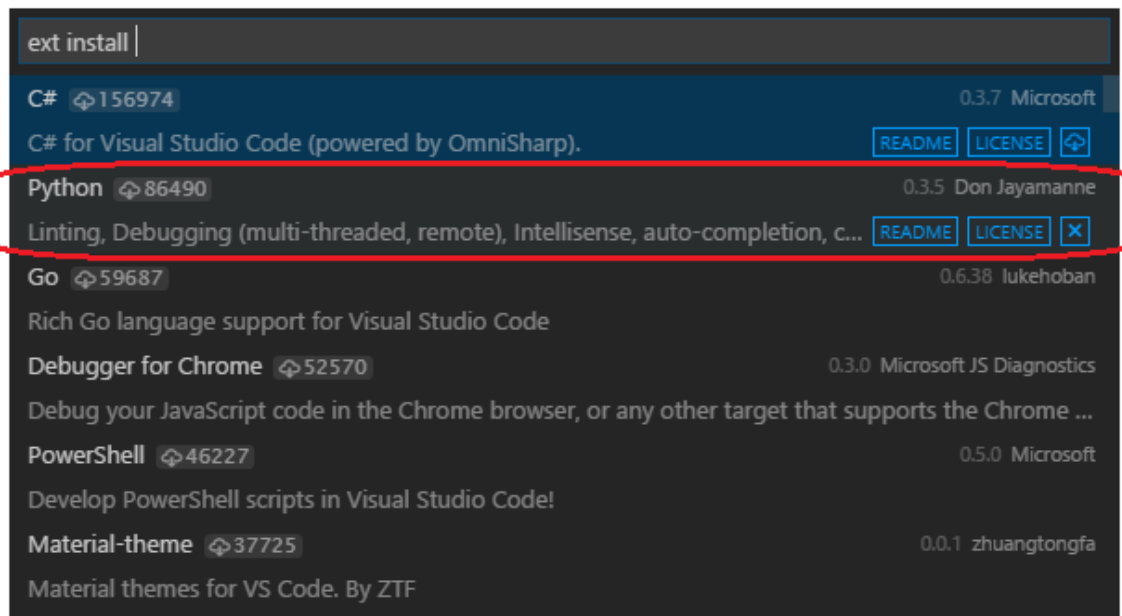 ext install
C# 156974 0.3.7 Microsoft
C# for Visual Studio Code (powered by OmniSharp). README LICENSE
Python 86490 0.3.5 Don Jayamanne
Linting, Debugging (multi-threaded, remote), Intellisense, auto-completion, c... README LICENSE
Go 59687 0.6.38 lukehoban
Rich Go language support for Visual Studio Code
Debugger for Chrome 52570 0.3.0 Microsoft JS Diagnostics
Debug your JavaScript code in the Chrome browser, or any other target that supports the Chrome ...
PowerShell 46227 0.5.0 Microsoft
Develop PowerShell scripts in Visual Studio Code!
Material-theme 37725 0.0.1 zhuangtongfa
Material themes for VS Code. By ZTF